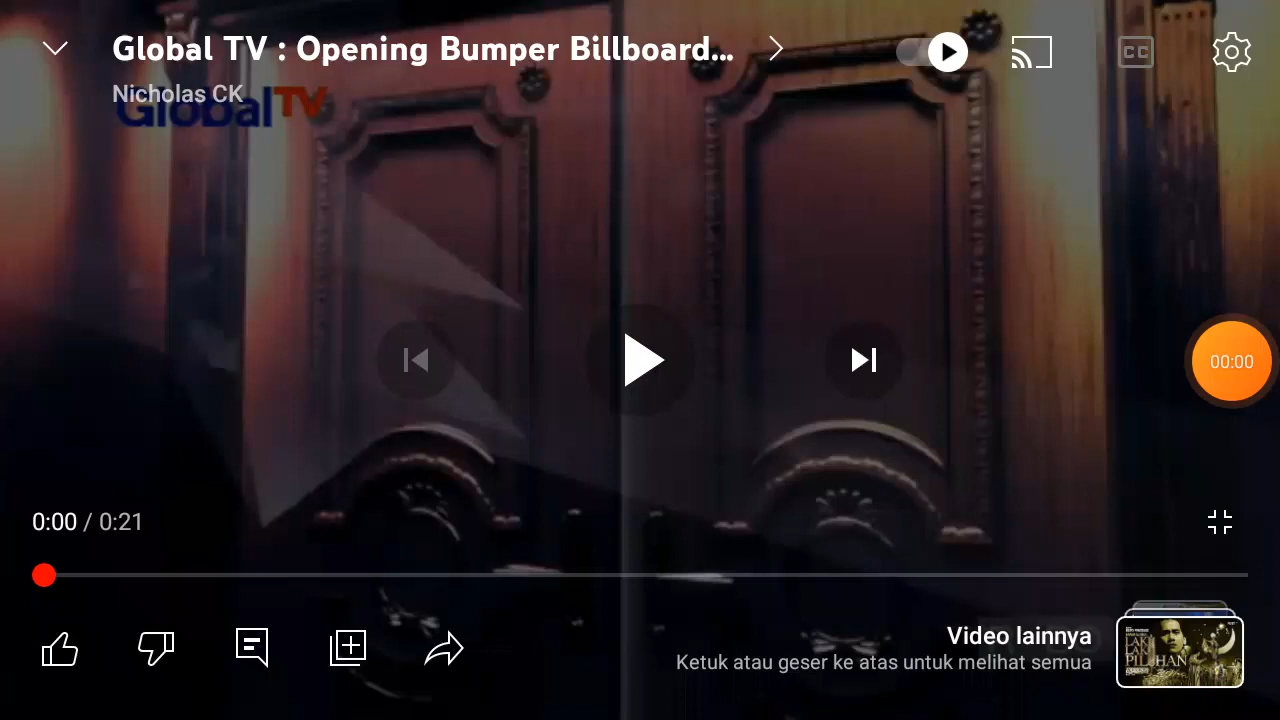 Global TV : Opening Bumper Billboard...
Nicholas CK
GlobalTV
CC
00:00
0:00 / 0:21
Video lainnya
Ketuk atau geser ke atas untuk melihat semua
LAKI
LAKI
PILIHAN